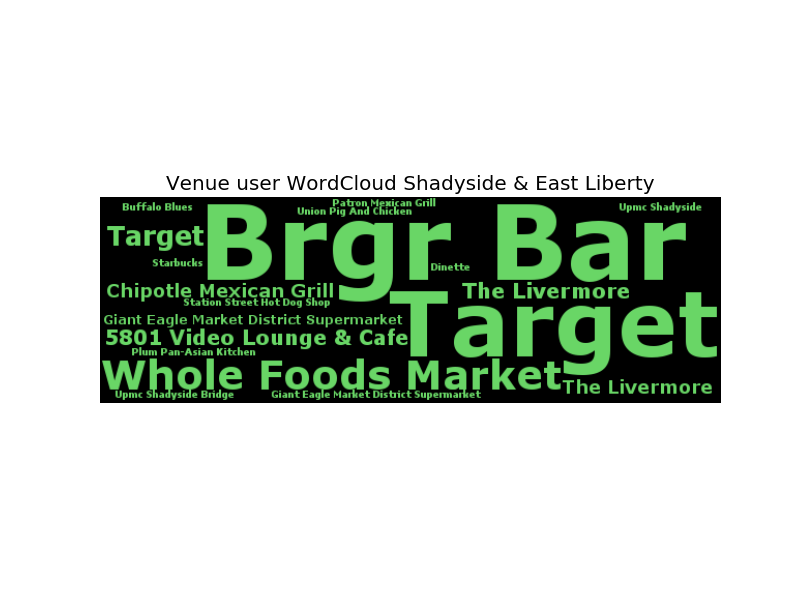 Venue user WordCloud Shadyside & East Liberty
Patron Mexican Grill
Buffalo Blues
Union Pig And Chicken
Upmc Shadyside
Brgr Bar
Target
Starbucks
Dinette
Chipotle Mexican Grill
The Livermore
Station Street Hot Dog Shop
Giant Eagle Market District Supermarket
Target
5801 Video Lounge & Cafe
Plum Pan-Asian Kitchen
Whole Foods Market
The Livermore
Upmc Shadyside Bridge
Giant Eagle Market District Supermarket